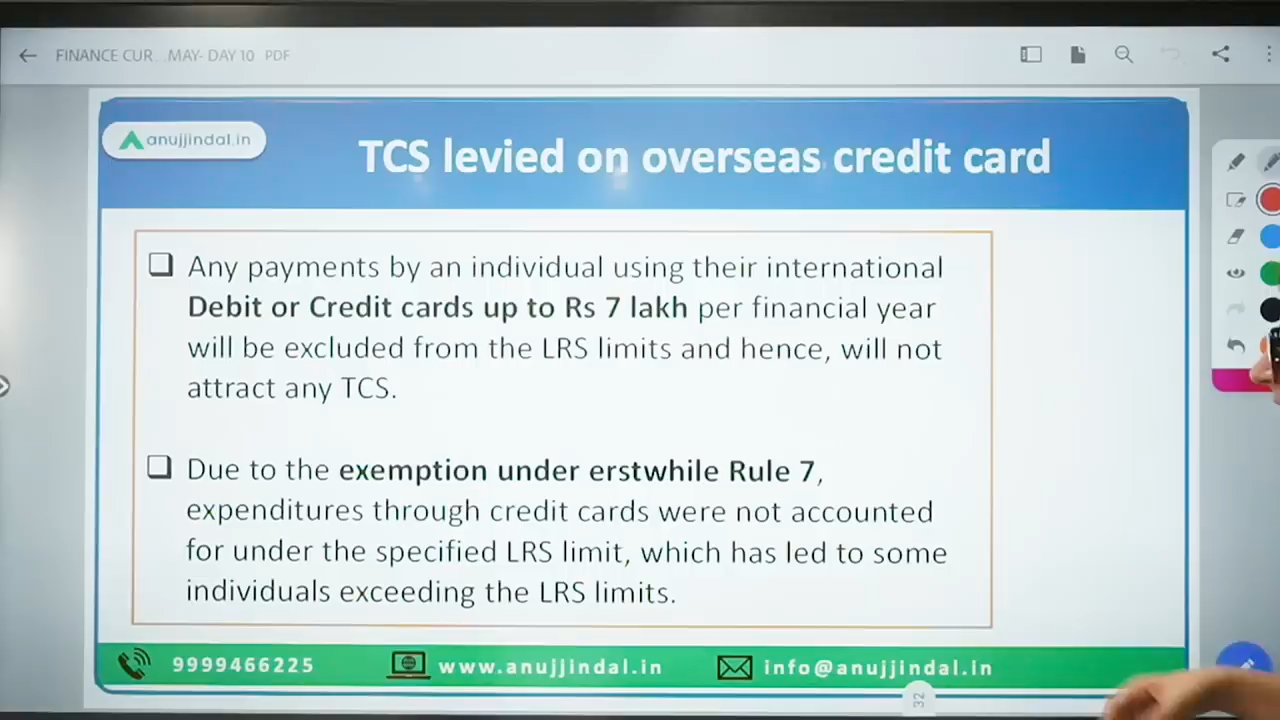 FINANCE CUR... MAY- DAY 10 PDF
anujjindal.in
TCS levied on overseas credit card
Any payments by an individual using their international
Debit or Credit cards up to Rs 7 lakh per financial year
will be excluded from the LRS limits and hence, will not
attract any TCS.
Due to the exemption under erstwhile Rule 7,
expenditures through credit cards were not accounted
for under the specified LRS limit, which has led to some
individuals exceeding the LRS limits.
9999466225 www.anujjindal.in info@anujjindal.in
32